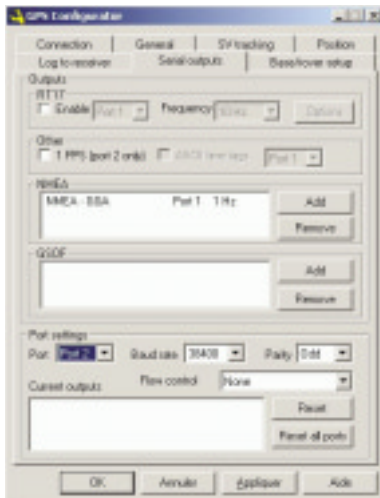 GPS Configurator
Connection General SV tracking Position
Log to receiver Serial outputs Base/rover setup
Outputs
RT17
Enable Port 1 Frequency Options
Other
1 PPS (port 2 only) ASCII time tags Port 1
NMEA
NMEA - GGA Port 1 1 Hz
Add
Remove
GSOF
Add
Remove
Port settings
Port Port 2 Baud rate 38400 Parity Odd
Flow control None
Current outputs
Reset
Reset all ports
OK Annuler Appliquer Aide